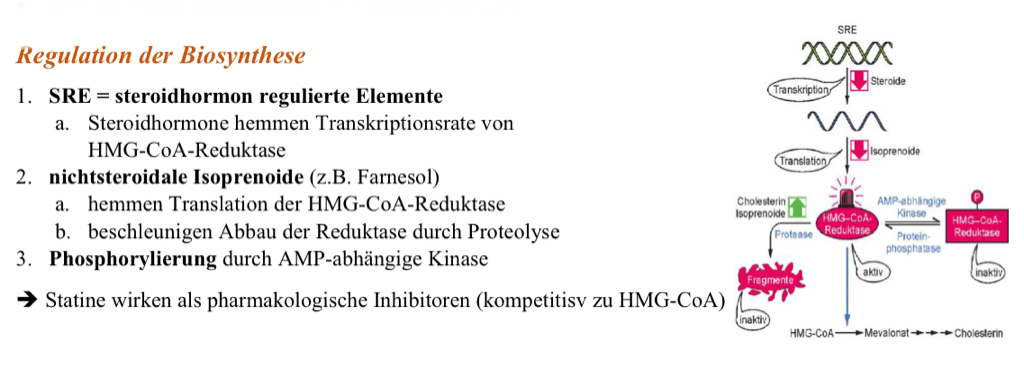 Regulation der Biosynthese
1. SRE = steroidhormon regulierte Elemente
a. Steroidhormone hemmen Transkriptionsrate von
HMG-CoA-Reduktase
2. nichtsteroidale Isoprenoide (z.B. Farnesol)
a. hemmen Translation der HMG-CoA-Reduktase
b. beschleunigen Abbau der Reduktase durch Proteolyse
3. Phosphorylierung durch AMP-abhängige Kinase
➔ Statine wirken als pharmakologische Inhibitoren (kompetitisv zu HMG-CoA)
SRE
Steroide
Transkription
Isoprenoide
Translation
Cholesterin
Isoprenoide
Protease
HMG-CoA-
Reduktase
AMP-abhängige
Kinase
Protein-
phosphatase
P
HMG-CoA-
Reduktase
aktiv
inaktiv
Fragmente
inaktiv
HMG-CoA Mevalonat Cholesterin